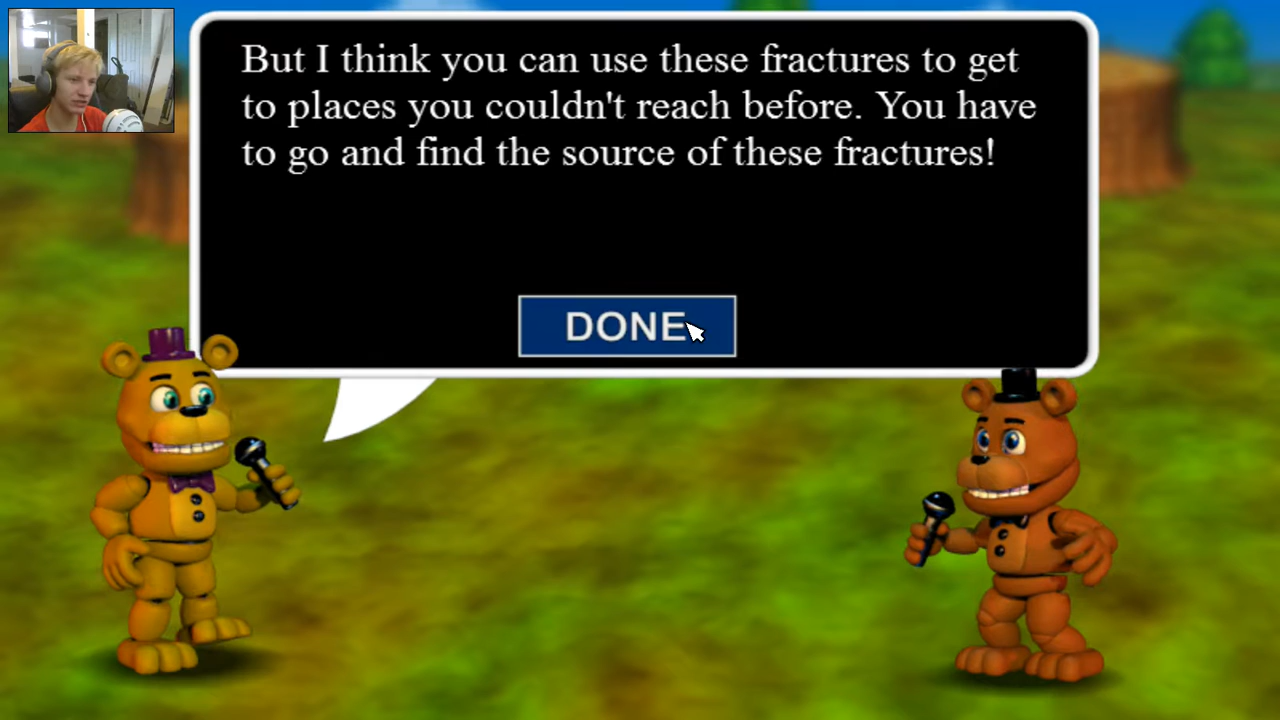 But I think you can use these fractures to get
to places you couldn't reach before. You have
to go and find the source of these fractures!
DONE